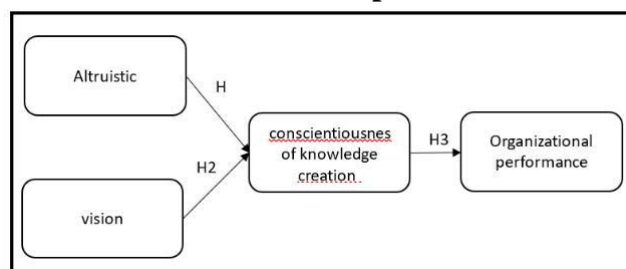 Altruistic
H
conscientiousnes
of knowledge
creation
H3
Organizational
performance
H2
vision